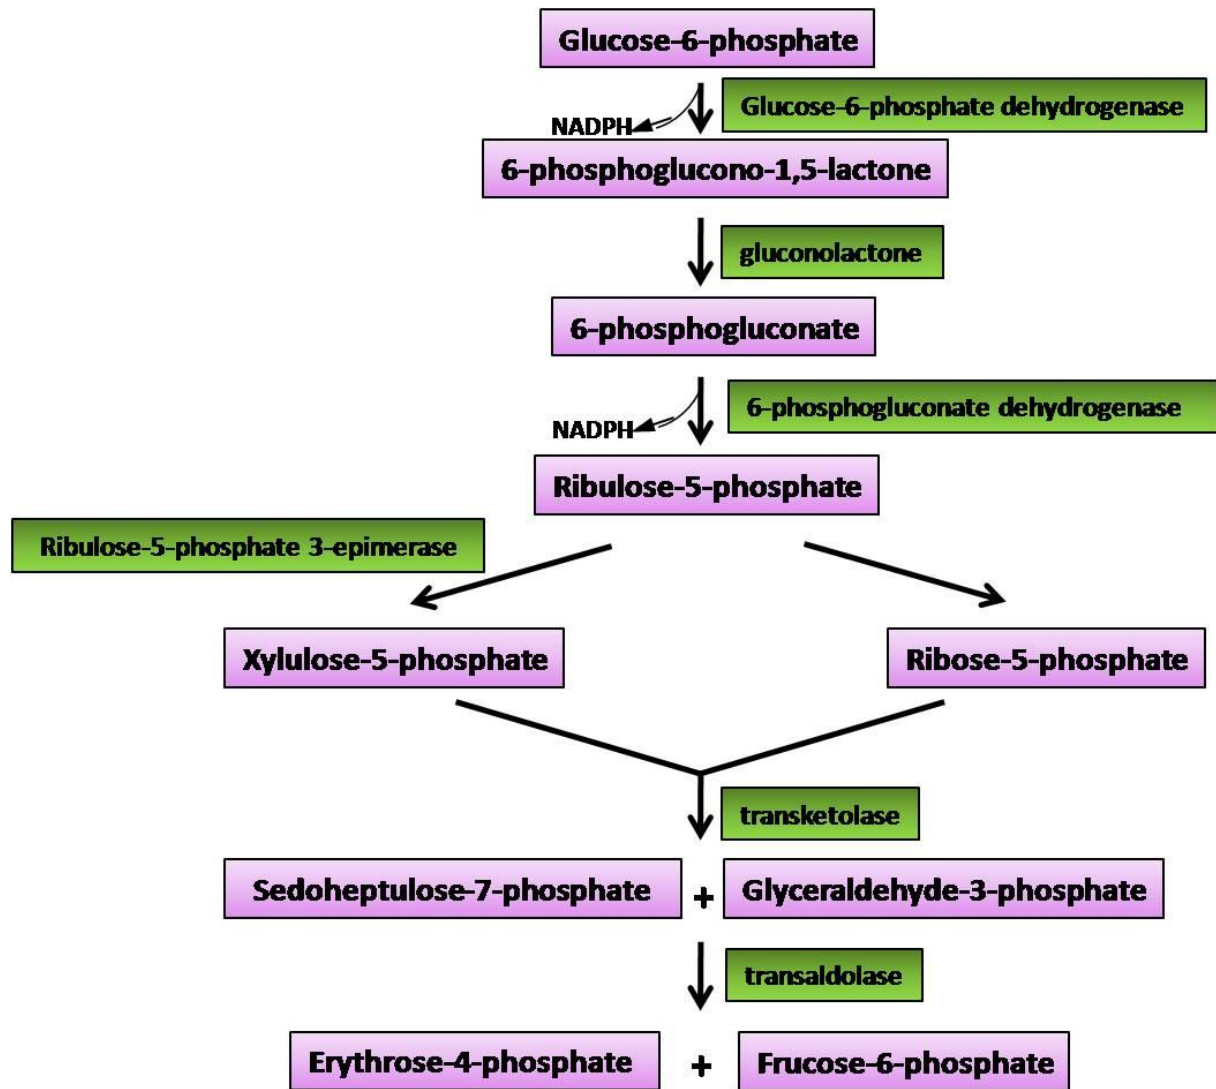 Glucose-6-phosphate
Glucose-6-phosphate dehydrogenase
NADPH
6-phosphoglucono-1,5-lactone
gluconolactone
6-phosphogluconate
6-phosphogluconate dehydrogenase
NADPH
Ribulose-5-phosphate
Ribulose-5-phosphate 3-epimerase
Xylulose-5-phosphate
Ribose-5-phosphate
transketolase
Sedoheptulose-7-phosphate + Glyceraldehyde-3-phosphate
transaldolase
Erythrose-4-phosphate + Frucose-6-phosphate